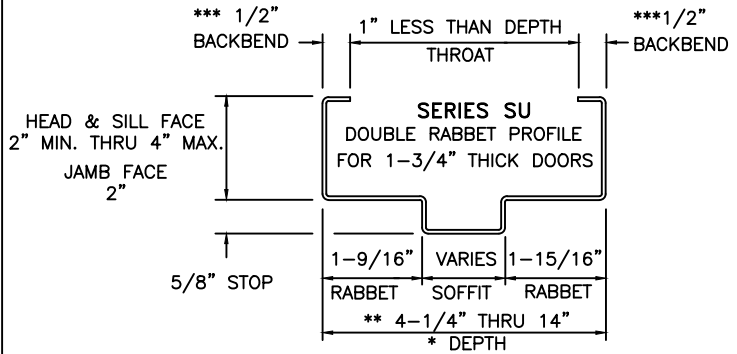 *** 1/2”
BACKBEND
1” LESS THAN DEPTH
THROAT
***1/2”
BACKBEND
HEAD & SILL FACE
2” MIN. THRU 4” MAX.
JAMB FACE
2”
SERIES SU
DOUBLE RABBET PROFILE
FOR 1–3/4” THICK DOORS
5/8” STOP
1–9/16” VARIES 1–15/16”
RABBET SOFFIT RABBET
** 4–1/4” THRU 14”
* DEPTH